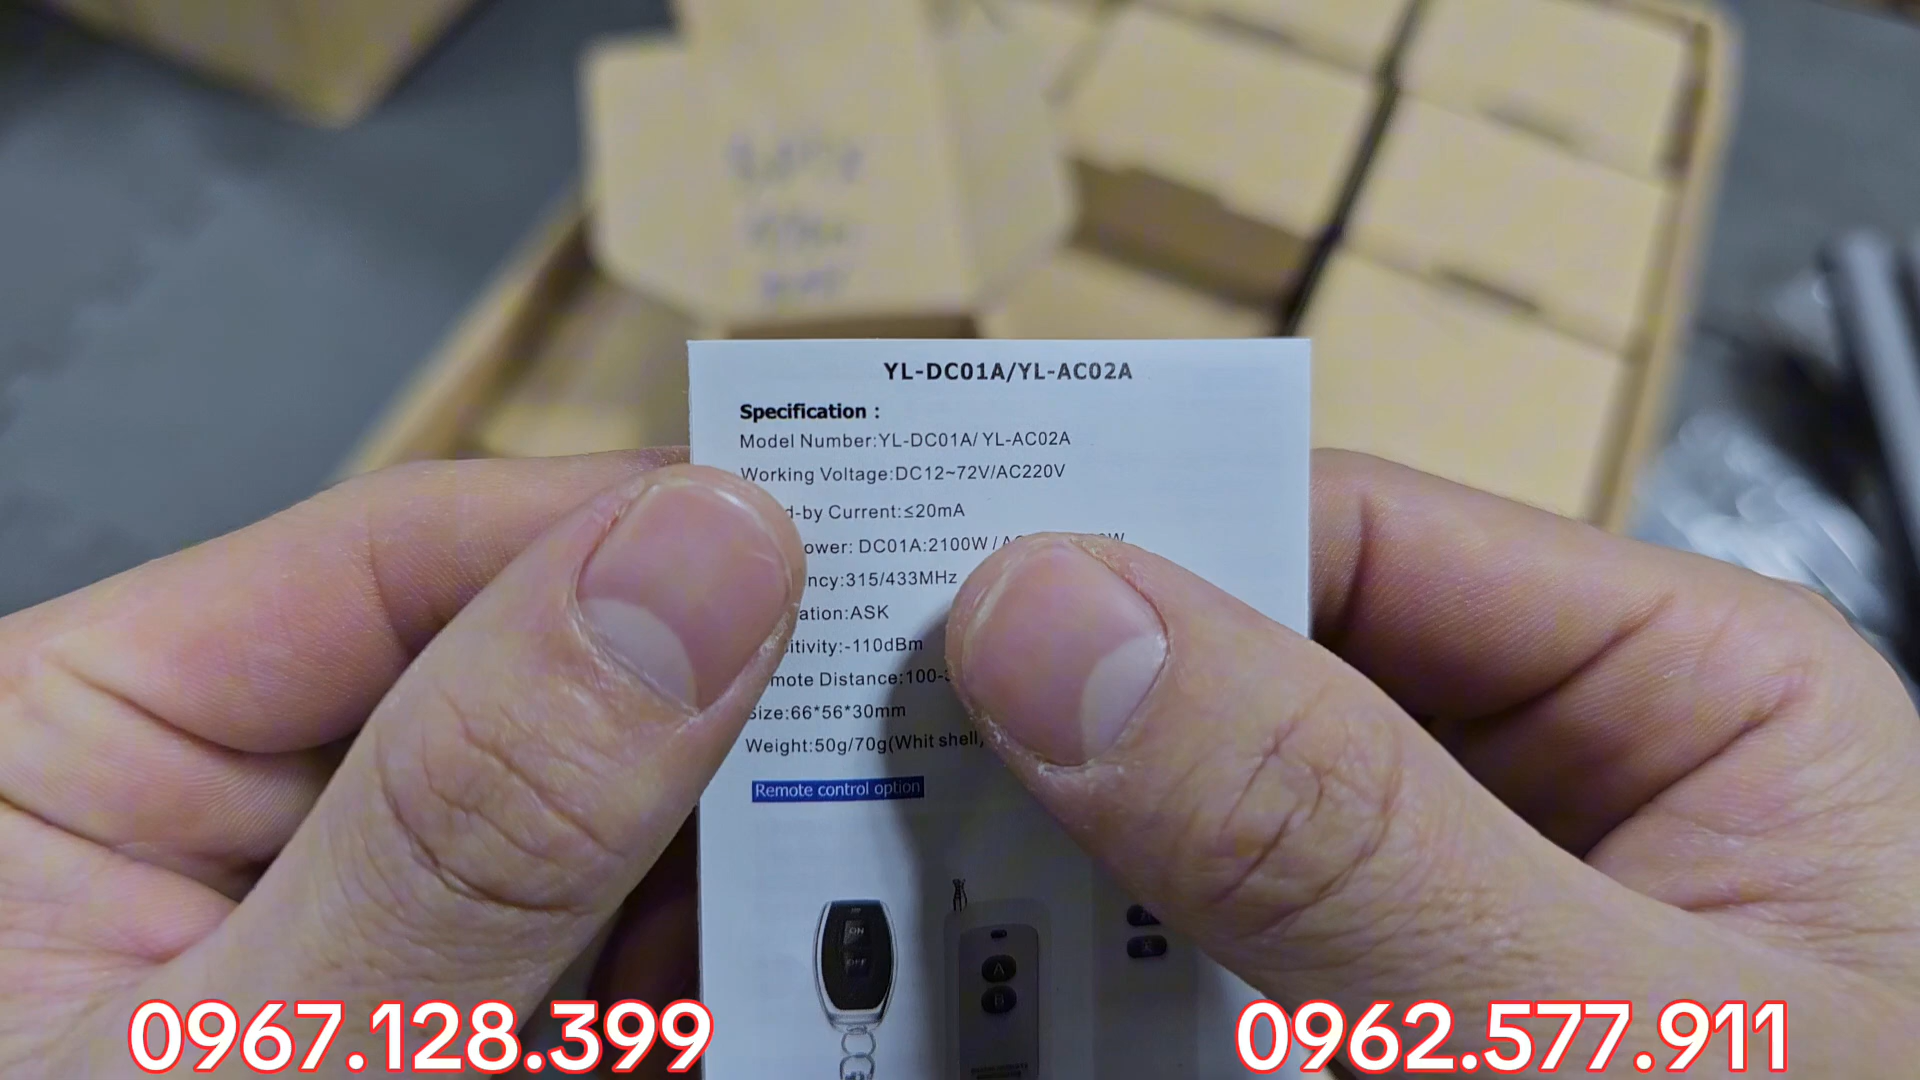 YL-DC01A/YL-AC02A
Specification :
Model Number:YL-DC01A/ YL-AC02A
Working Voltage:DC12~72V/AC220V
d-by Current:≤20mA
ower: DC01A:2100W /
ncy:315/433MHz
ation:ASK
itivity:-110dBm
mote Distance:100-
Size:66*56*30mm
Weight:50g/70g(Whit shell)
Remote control option
ON
OFF
A
B
0967.128.399
0962.577.911